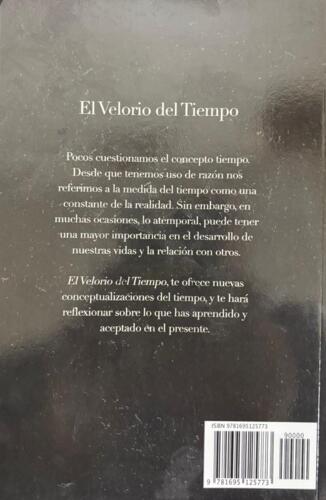 El Velorio del Tiempo
Pocos cuestionamos el concepto tiempo.
Desde que tenemos uso de razón nos
referimos a la medida del tiempo como una
constante de la realidad. Sin embargo, en
muchas ocasiones, lo atemporal, puede tener
una mayor importancia en el desarrollo de
nuestras vidas y la relación con otros.
El Velorio del Tiempo, te ofrece nuevas
conceptualizaciones del tiempo, y te hará
reflexionar sobre lo que has aprendido y
aceptado en el presente.
ISBN 9781695125773
90000
9 781695 125773